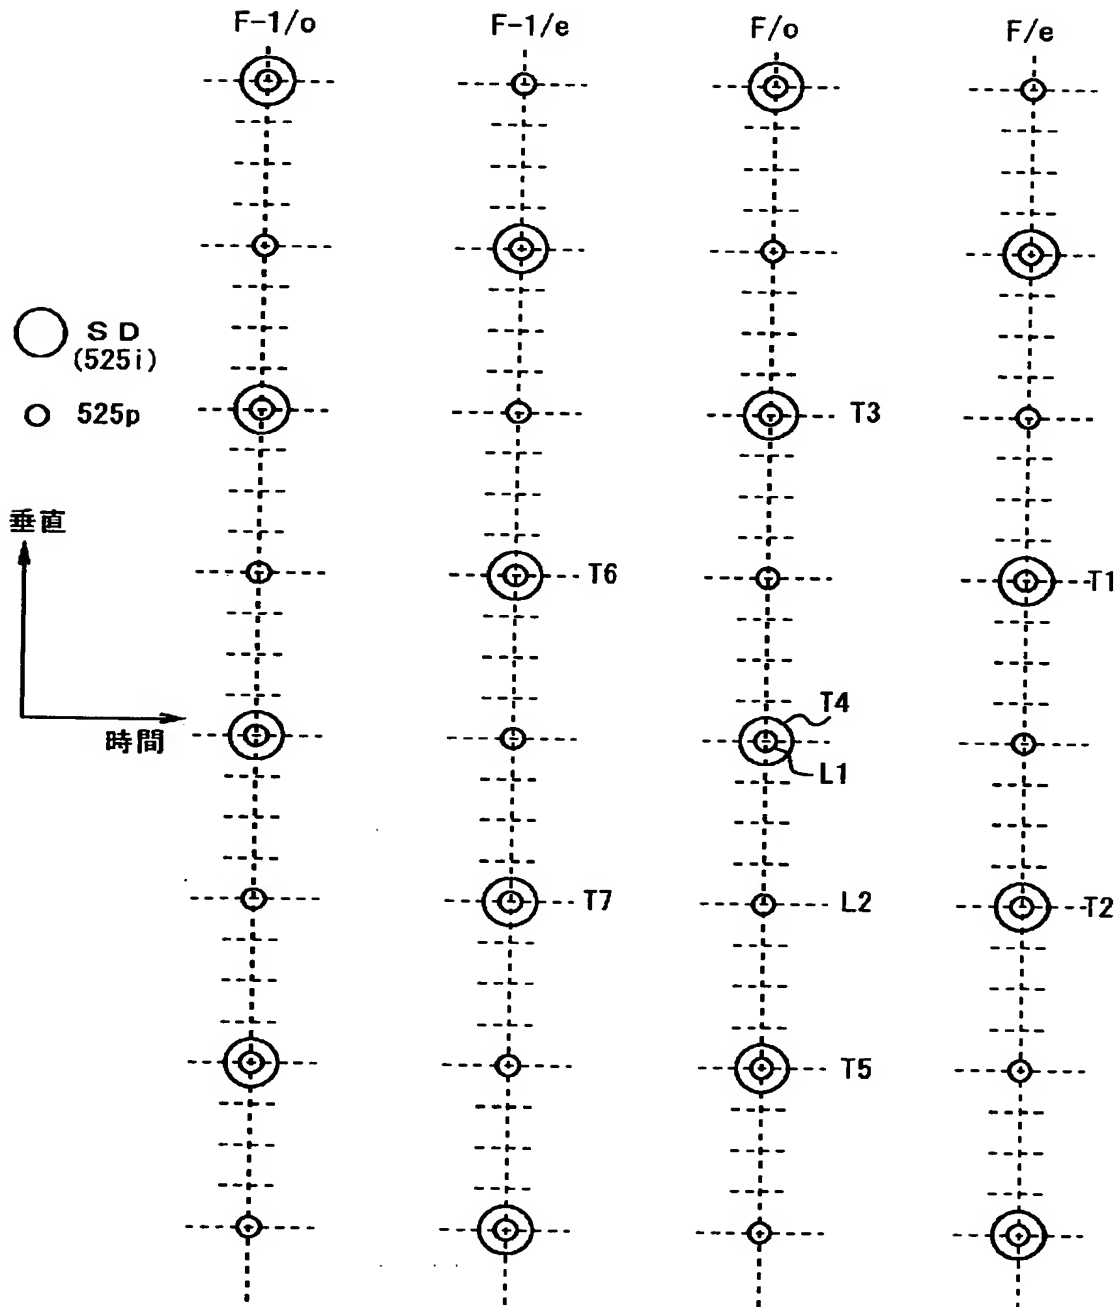 F-1/o F-1/e F/o F/e
SD
(525i)
525p
T3
垂直
T6
T1
T4
時間
L1
T7
L2
T2
T5